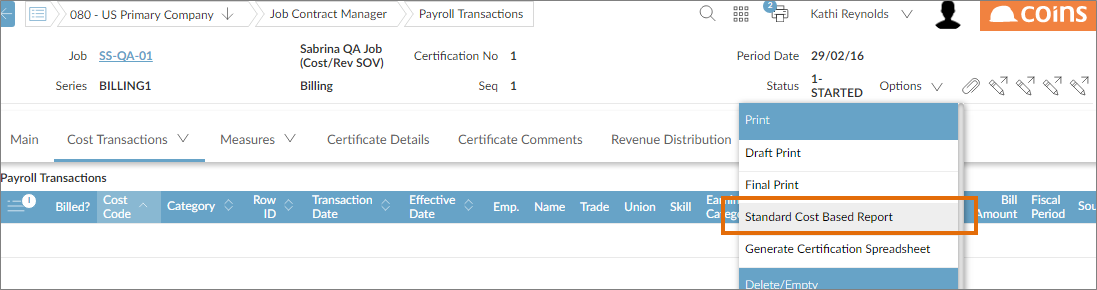 080 - US Primary Company Job Contract Manager Payroll Transactions 2 Kathi Reynolds coins
Job SS-QA-01 Sabrina QA Job (Cost/Rev SOV) Certification No 1 Period Date 29/02/16
Series BILLING1 Billing Seq 1 Status 1-STARTED Options
Print
Main Cost Transactions Measures Certificate Details Certificate Comments Revenue Distribution
Draft Print
Payroll Transactions
Final Print
Billed? Cost Code Category Row ID Transaction Date Effective Date Emp. Name Trade Union Skill Bill Amount Fiscal Period
Standard Cost Based Report
Generate Certification Spreadsheet
Delete/Empty